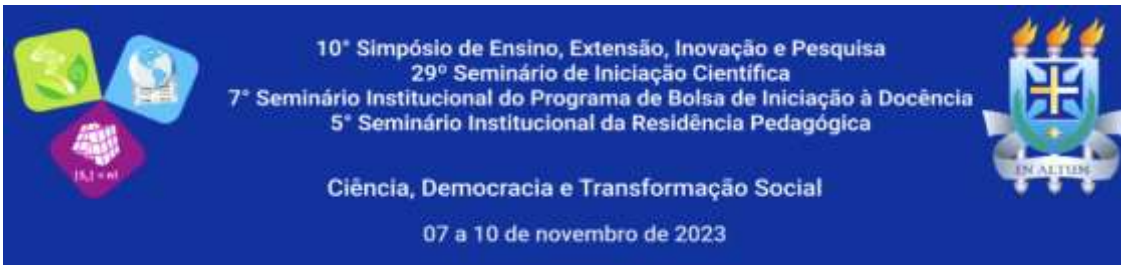 10° Simpósio de Ensino, Extensão, Inovação e Pesquisa
29º Seminário de Iniciação Científica
7° Seminário Institucional do Programa de Bolsa de Iniciação à Docência
5° Seminário Institucional da Residência Pedagógica
Ciência, Democracia e Transformação Social
07 a 10 de novembro de 2023
IN ALTUM